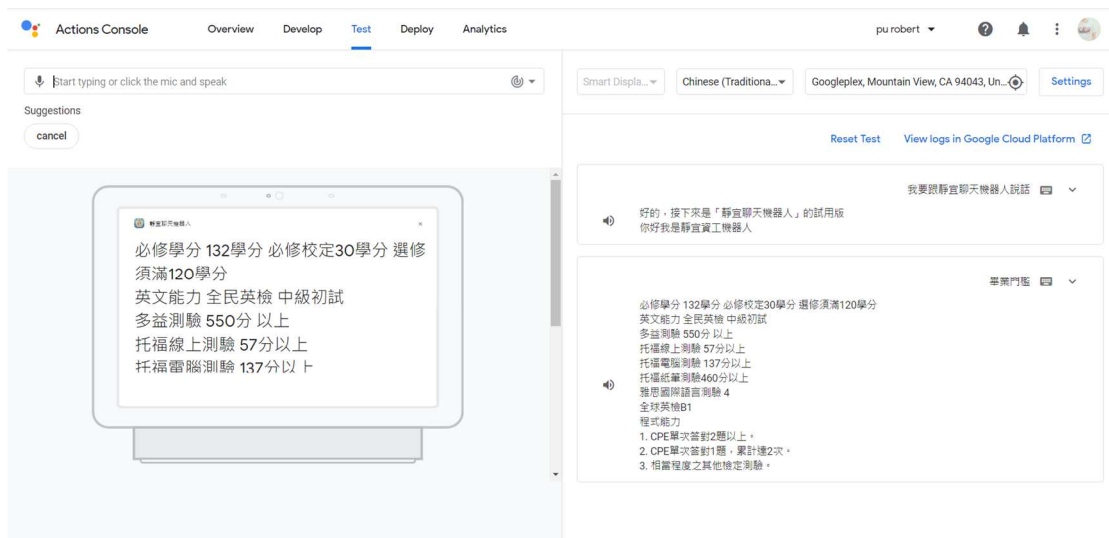 Actions Console
Overview
Develop
Test
Deploy
Analytics
pu robert
Start typing or click the mic and speak
Suggestions
cancel
Smart Displa...
Chinese (Traditiona...
Googleplex, Mountain View, CA 94043, Un...
Settings
Reset Test
View logs in Google Cloud Platform
靜宜聊天機器人
×
必修學分 132學分 必修校定30學分 選修
須滿120學分
英文能力 全民英檢 中級初試
多益測驗 550分 以上
托福線上測驗 57分以上
托福電腦測驗 137分以上
我要跟靜宜聊天機器人說話
好的，接下來是「靜宜聊天機器人」的試用版
你好我是靜宜資工機器人
畢業門檻
必修學分 132學分 必修校定30學分 選修須滿120學分
英文能力 全民英檢 中級初試
多益測驗 550分 以上
托福線上測驗 57分以上
托福電腦測驗 137分以上
托福紙筆測驗460分以上
雅思國際語言測驗 4
全球英檢B1
程式能力
1. CPE單次答對2題以上。
2. CPE單次答對1題，累計達2次。
3. 相當程度之其他檢定測驗。